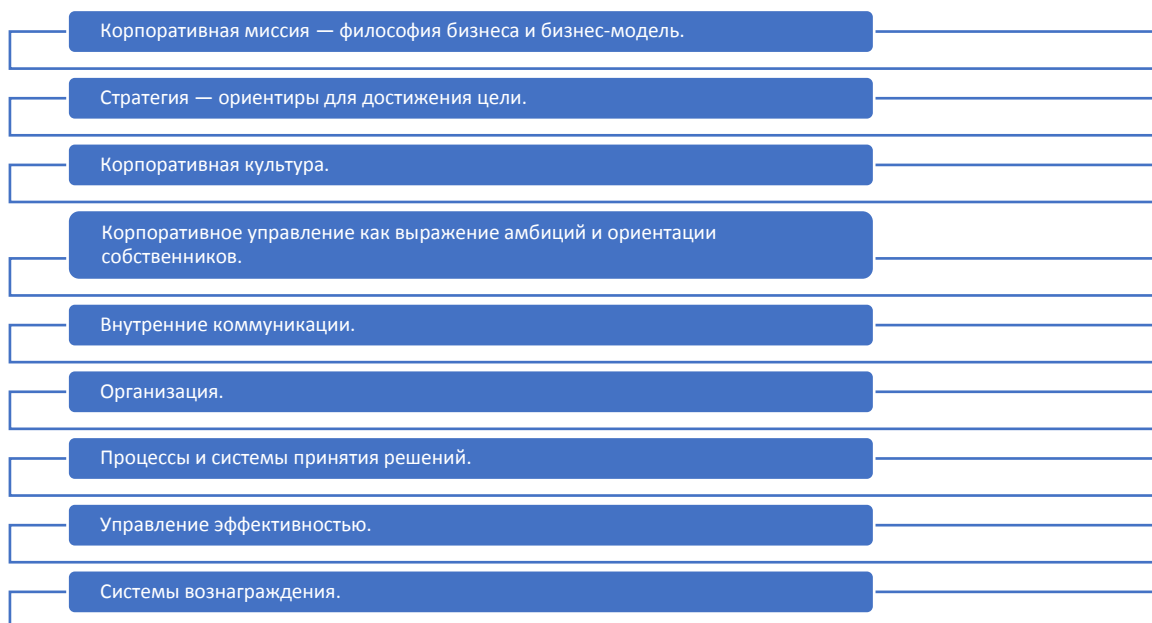 Корпоративная миссия — философия бизнеса и бизнес-модель.
Стратегия — ориентиры для достижения цели.
Корпоративная культура.
Корпоративное управление как выражение амбиций и ориентации
собственников.
Внутренние коммуникации.
Организация.
Процессы и системы принятия решений.
Управление эффективностью.
Системы вознаграждения.